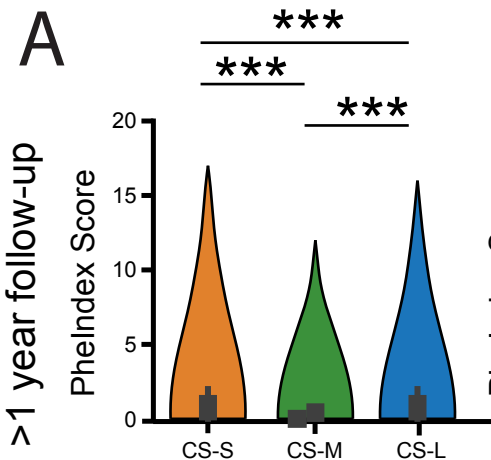 A
***
***
***
>1 year follow-up
PheIndex Score
20
15
10
5
0
CS-S
CS-M
CS-L